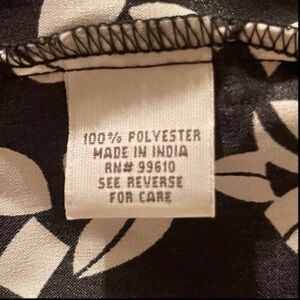 100% POLYESTER
MADE IN INDIA
RN# 99610
SEE REVERSE
FOR CARE